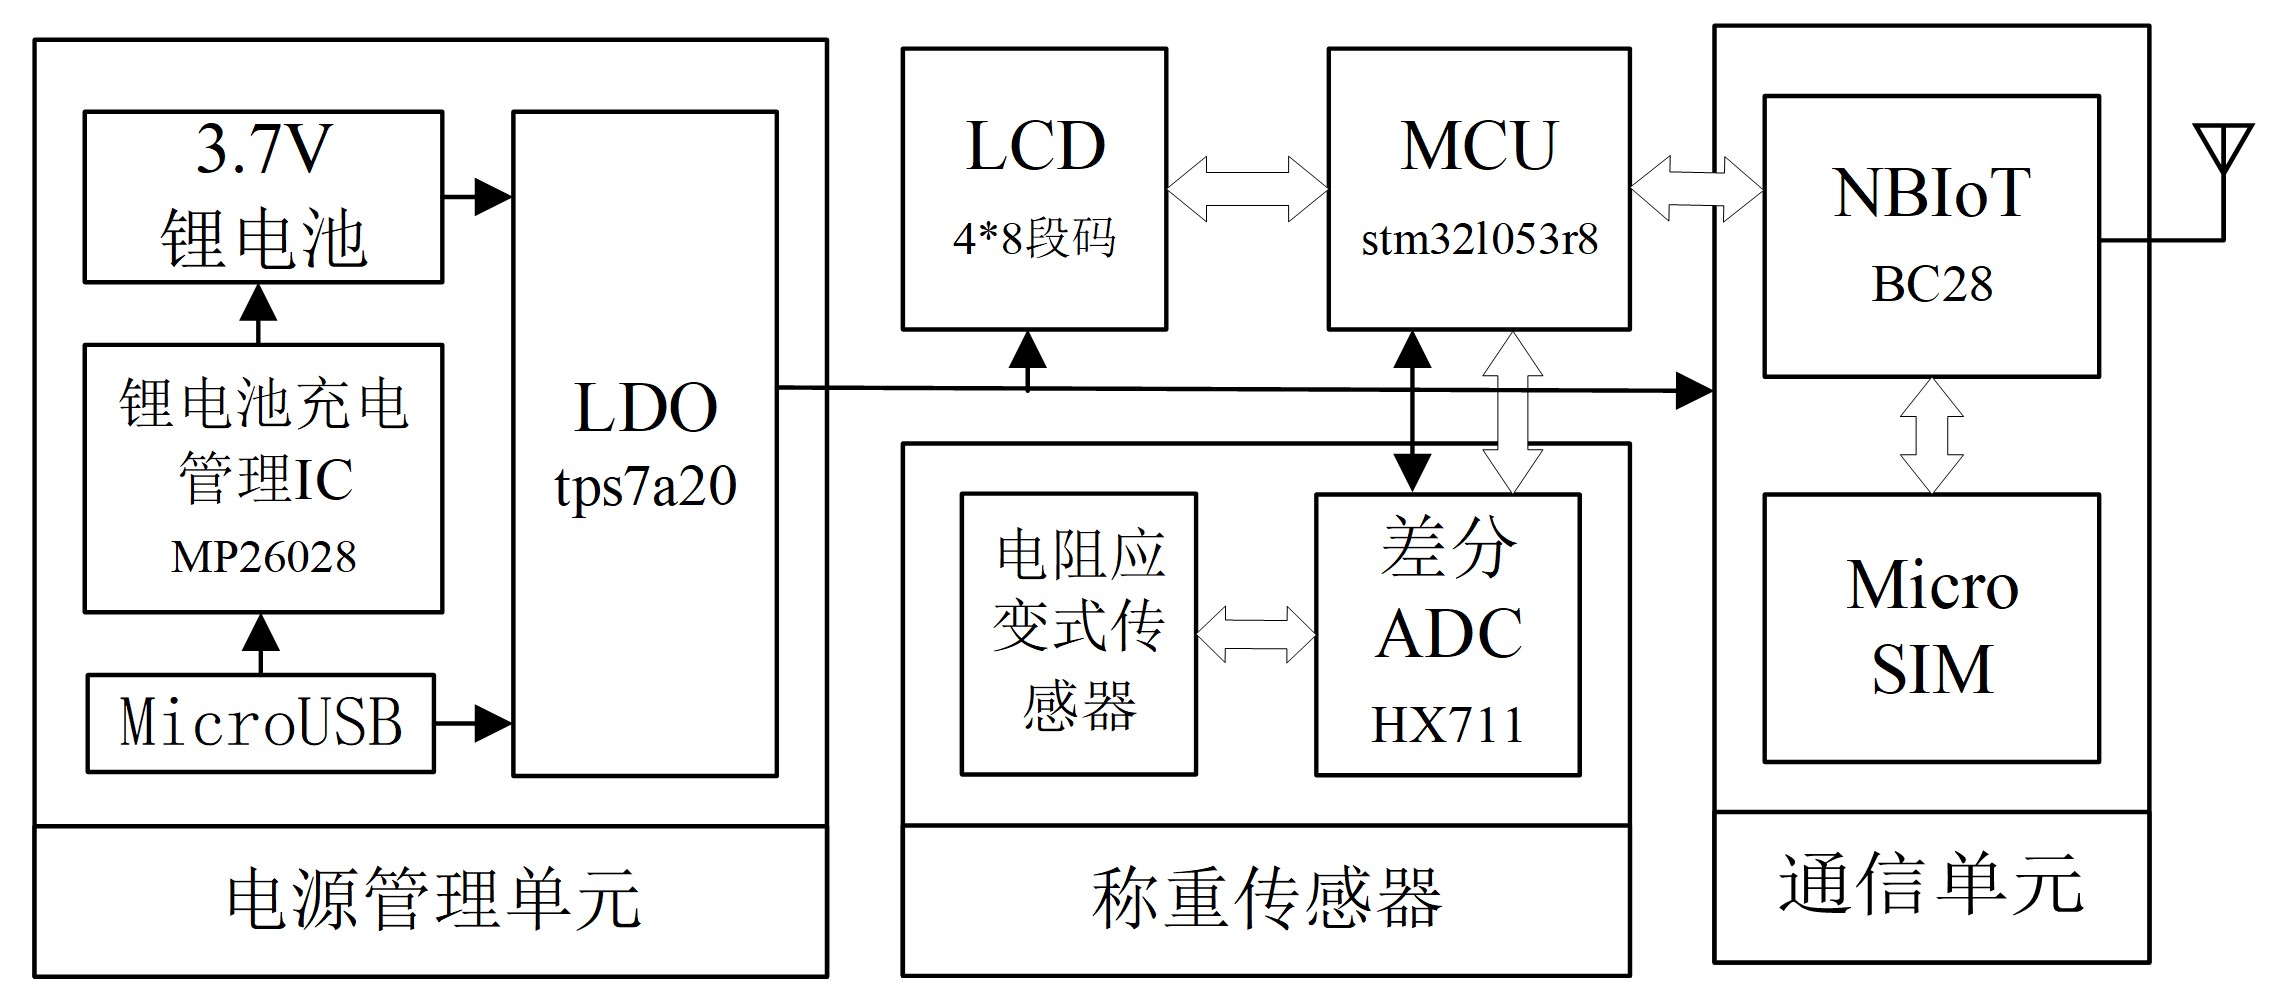 3.7V
锂电池
锂电池充电
管理IC
MP26028
MicroUSB
LDO
tps7a20
电源管理单元
LCD
4*8段码
MCU
stm32l053r8
电阻应
变式传
感器
差分
ADC
HX711
称重传感器
NBIoT
BC28
Micro
SIM
通信单元